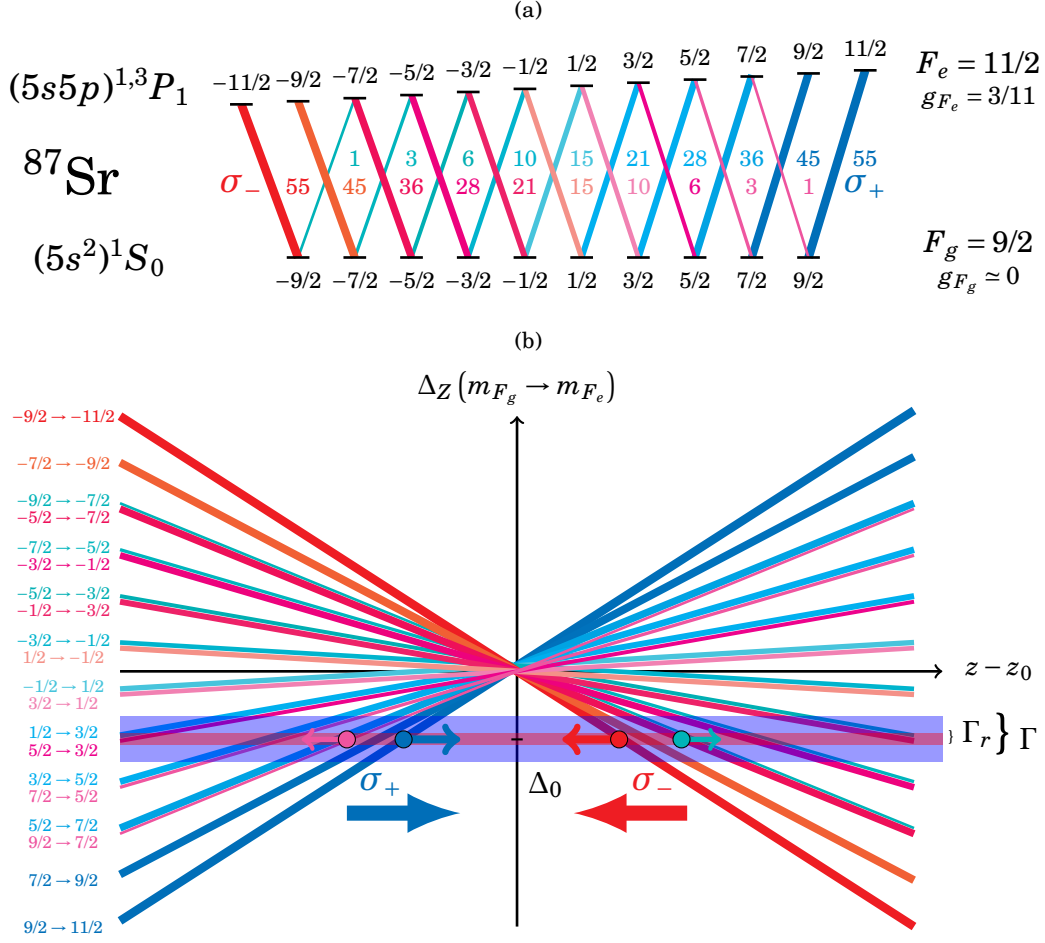 (a)
−11/2 −9/2 −7/2 −5/2 −3/2 −1/2 1/2 3/2 5/2 7/2 9/2 11/2
(5s5p)^{1,3}P_1
F_e = 11/2
g_{F_e} = 3/11
1 3 6 10 15 21 28 36 45 55
^{87}Sr
σ_− 55 45 36 28 21 15 10 6 3 1 σ_+
(5s^2)^1S_0
F_g = 9/2
g_{F_g} ≃ 0
−9/2 −7/2 −5/2 −3/2 −1/2 1/2 3/2 5/2 7/2 9/2
(b)
Δ_Z (m_{F_g} → m_{F_e})
−9/2 → −11/2
−7/2 → −9/2
−9/2 → −7/2
−5/2 → −7/2
−7/2 → −5/2
−3/2 → −1/2
−5/2 → −3/2
−1/2 → −3/2
−3/2 → −1/2
1/2 → −1/2
z − z_0
−1/2 → 1/2
3/2 → 1/2
1/2 → 3/2
5/2 → 3/2
} Γ_r } Γ
3/2 → 5/2
7/2 → 5/2
σ_+ Δ_0 σ_−
5/2 → 7/2
9/2 → 7/2
7/2 → 9/2
9/2 → 11/2